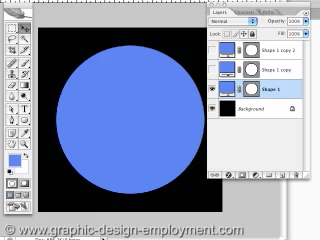 Layers
Normal
Opacity: 100%
Lock:
Fill: 100%
Shape 1 copy 2
Shape 1 copy
Shape 1
Background
T
© www.graphic-design-employment.com